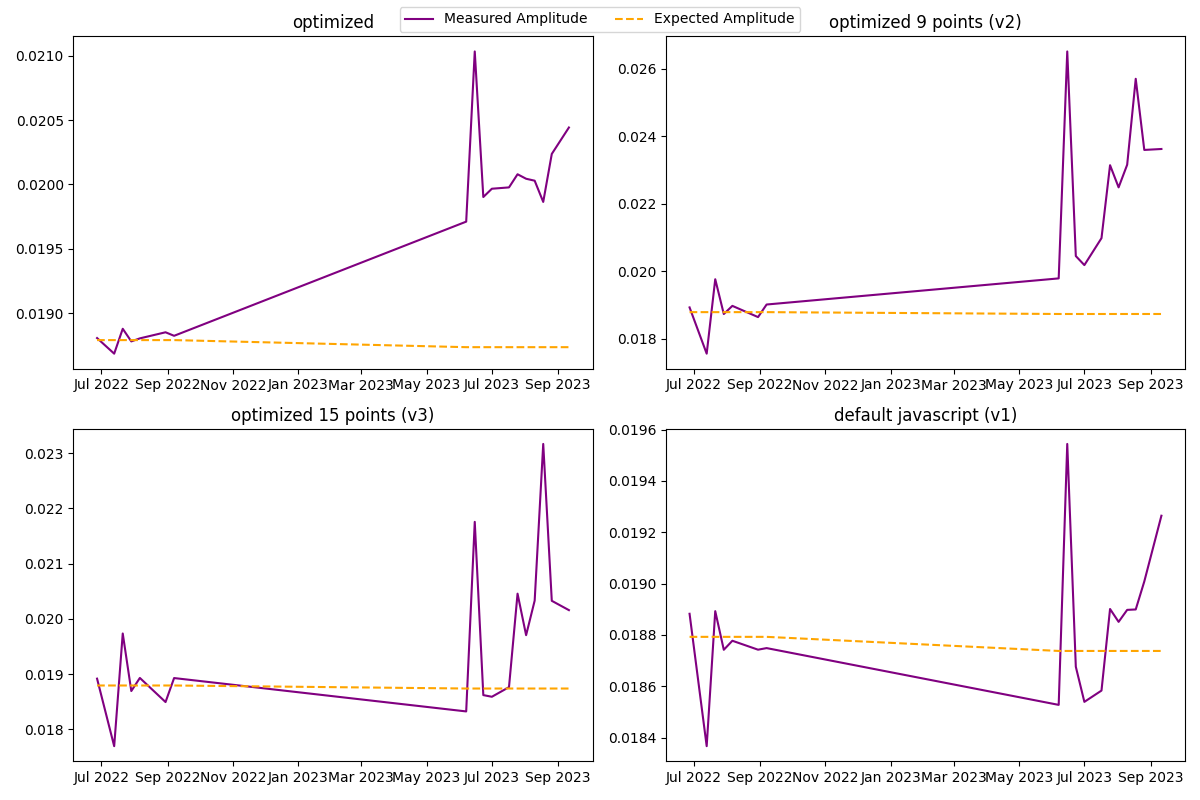 Measured Amplitude Expected Amplitude
optimized
0.0210
0.0205
0.0200
0.0195
0.0190
Jul 2022 Sep 2022 Nov 2022 Jan 2023 Mar 2023 May 2023 Jul 2023 Sep 2023
optimized 9 points (v2)
0.026
0.024
0.022
0.020
0.018
Jul 2022 Sep 2022 Nov 2022 Jan 2023 Mar 2023 May 2023 Jul 2023 Sep 2023
optimized 15 points (v3)
0.023
0.022
0.021
0.020
0.019
0.018
Jul 2022 Sep 2022 Nov 2022 Jan 2023 Mar 2023 May 2023 Jul 2023 Sep 2023
default javascript (v1)
0.0196
0.0194
0.0192
0.0190
0.0188
0.0186
0.0184
Jul 2022 Sep 2022 Nov 2022 Jan 2023 Mar 2023 May 2023 Jul 2023 Sep 2023